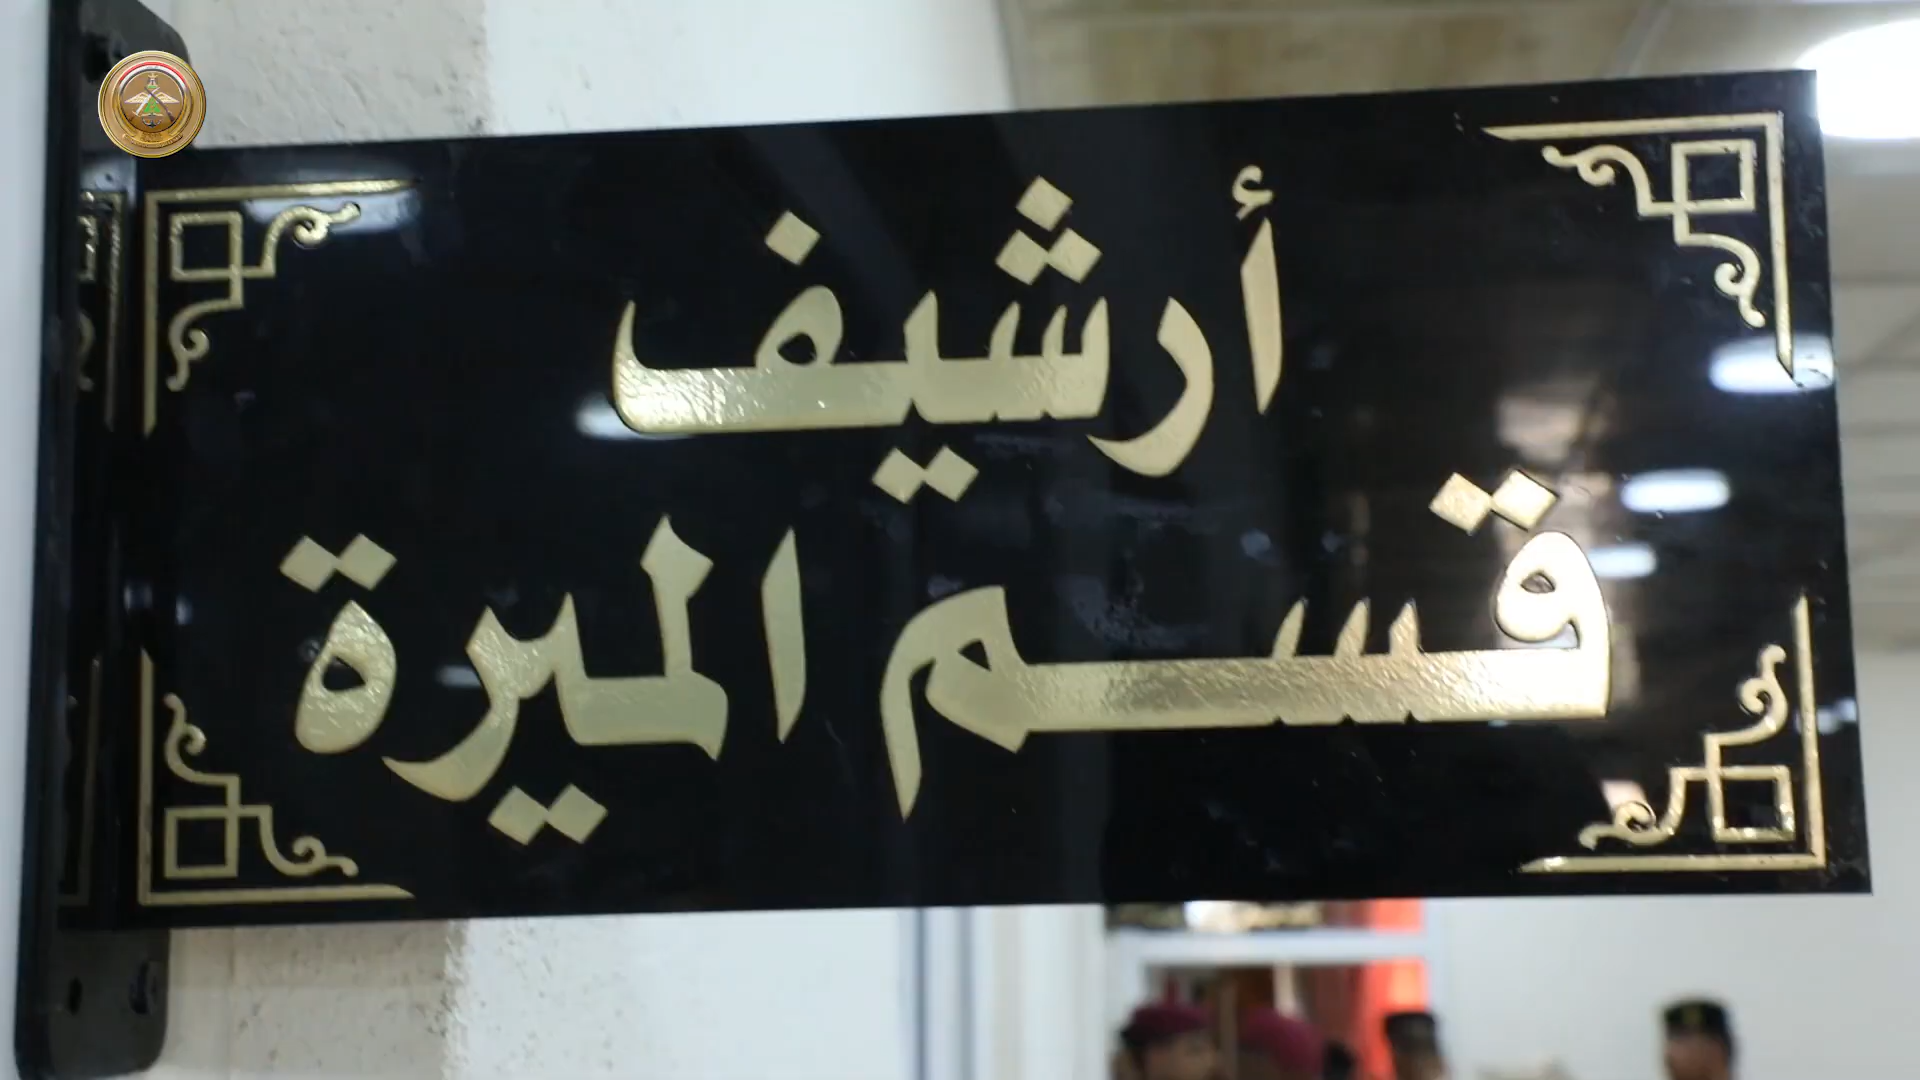 أرشيف
قسم الميرة